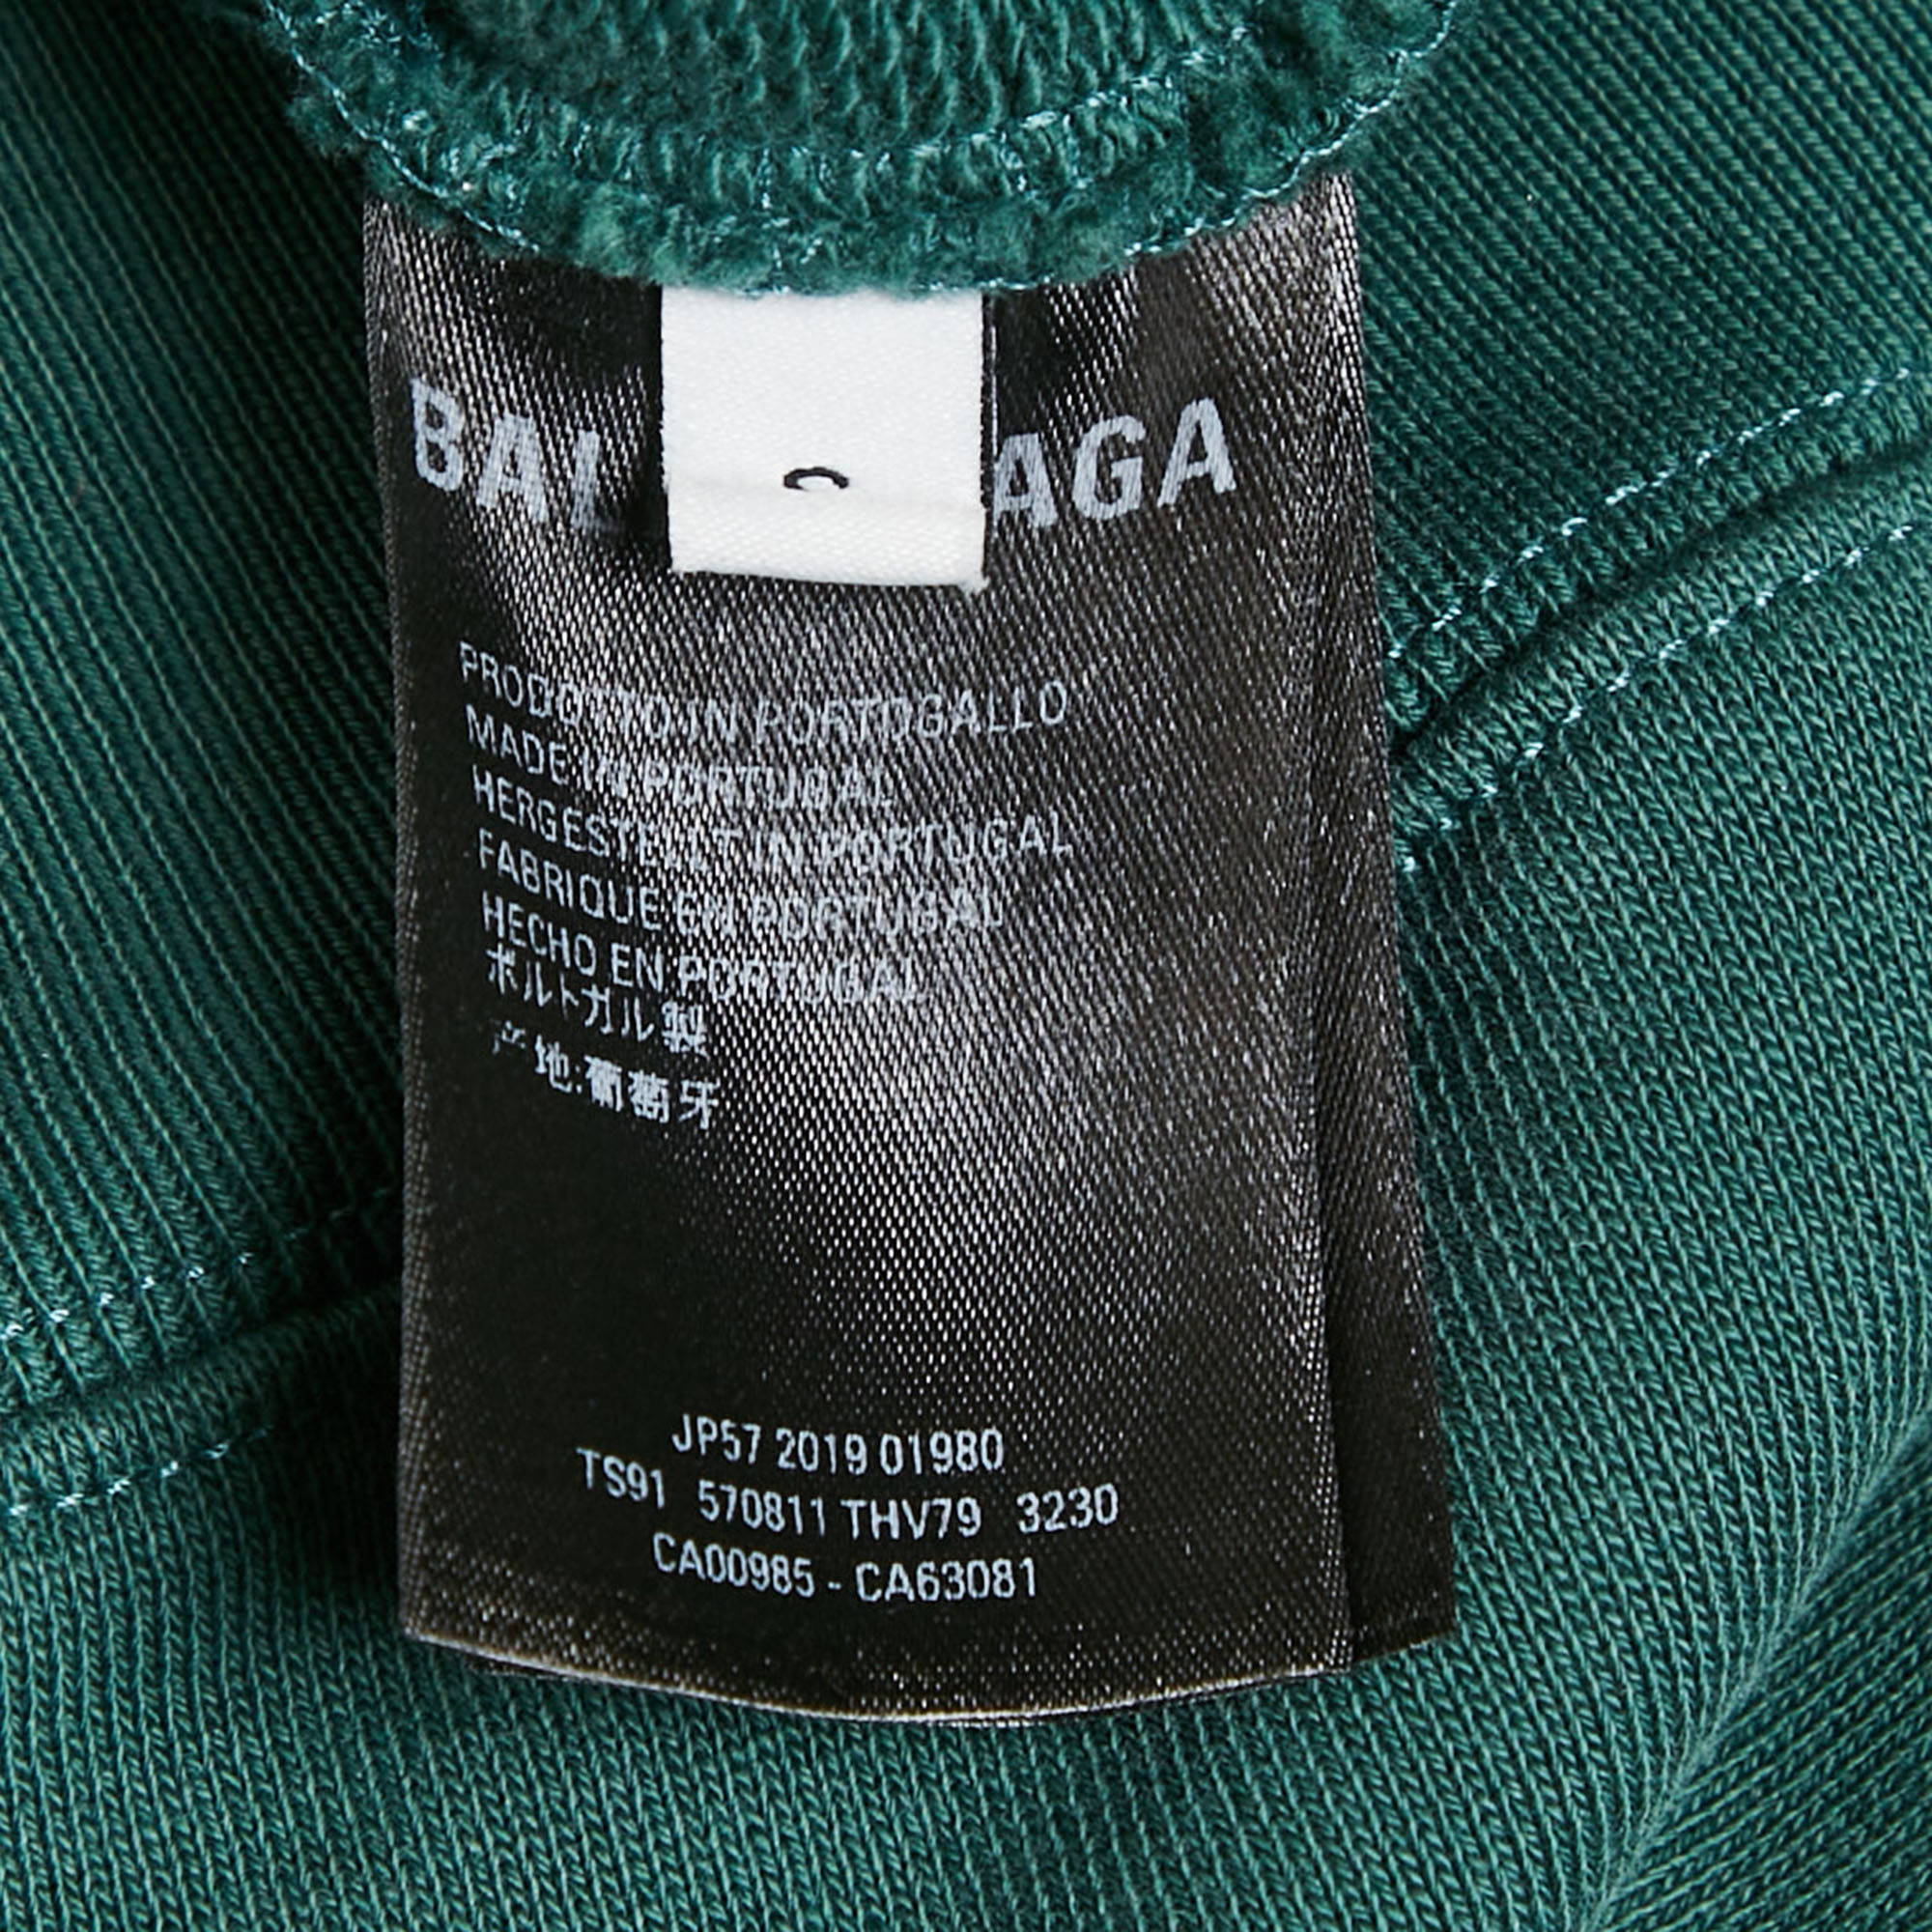 BAL AGA
PRODOTTO IN PORTOGALLO
MADE IN PORTUGAL
HERGESTELLT IN PORTUGAL
FABRIQUE EN PORTUGAL
HECHO EN PORTUGAL
ポルトガル製
产地:葡萄牙
JP57 2019 01980
TS91 570811 THV79 3230
CA00985 - CA63081